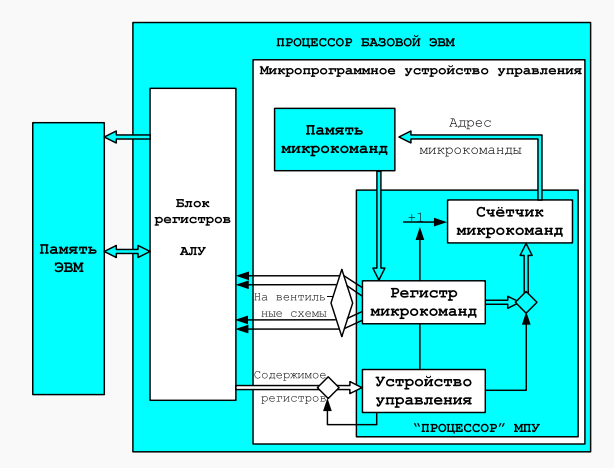 ПРОЦЕССОР БАЗОВОЙ ЭВМ
Микропрограммное устройство управления
Память
микрокоманд
Адрес
микрокоманды
Блок
регистров
АЛУ
Память
ЭВМ
+1
Счётчик
микрокоманд
На вентиль-
ные схемы
Регистр
микрокоманд
Содержимое
регистров
Устройство
управления
“ПРОЦЕССОР” МПУ